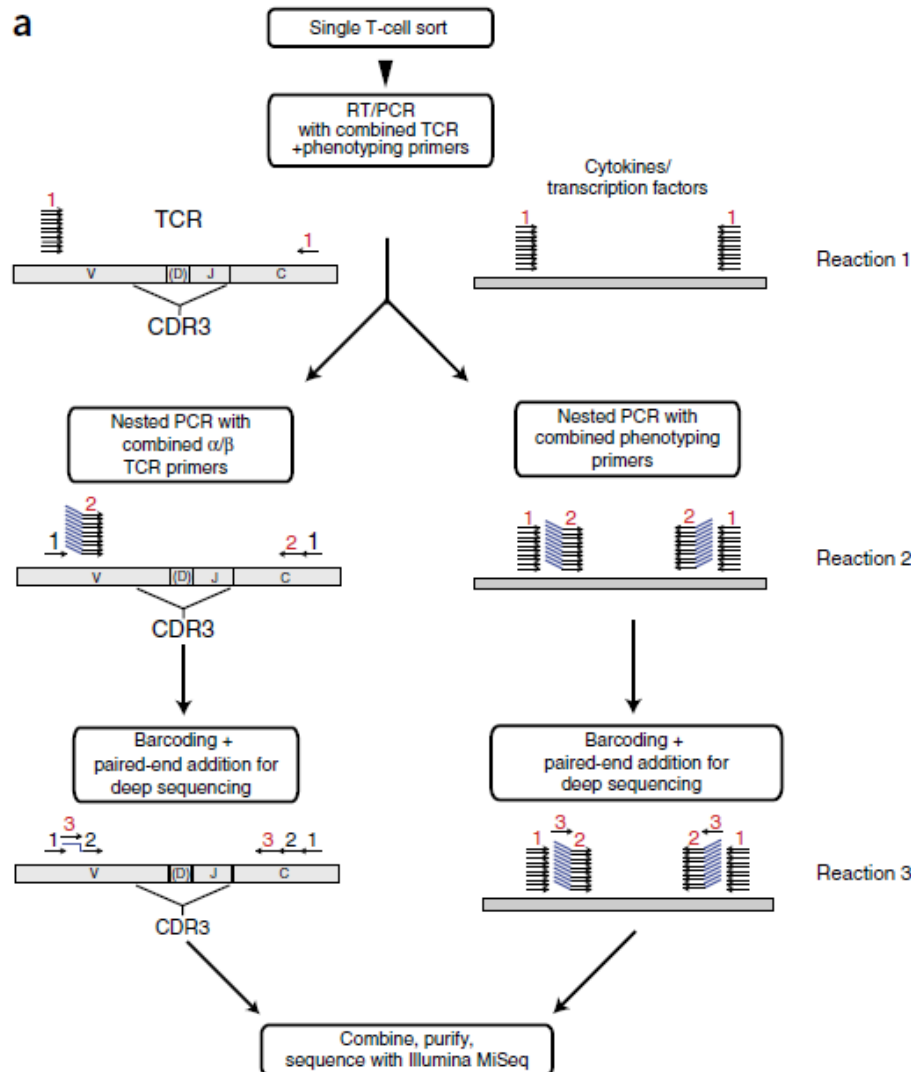 a
Single T-cell sort
RT/PCR
with combined TCR
+phenotyping primers
Cytokines/
transcription factors
1
TCR
1
1
1
Reaction 1
V
(D)
J
C
CDR3
Nested PCR with
combined α/β
TCR primers
Nested PCR with
combined phenotyping
primers
2
1
2
1
1
2
2
1
Reaction 2
V
(D)
J
C
CDR3
Barcoding +
paired-end addition for
deep sequencing
Barcoding +
paired-end addition for
deep sequencing
3
1
2
3
2
1
1
3
2
2
3
1
Reaction 3
V
(D)
J
C
CDR3
Combine, purify,
sequence with Illumina MiSeq